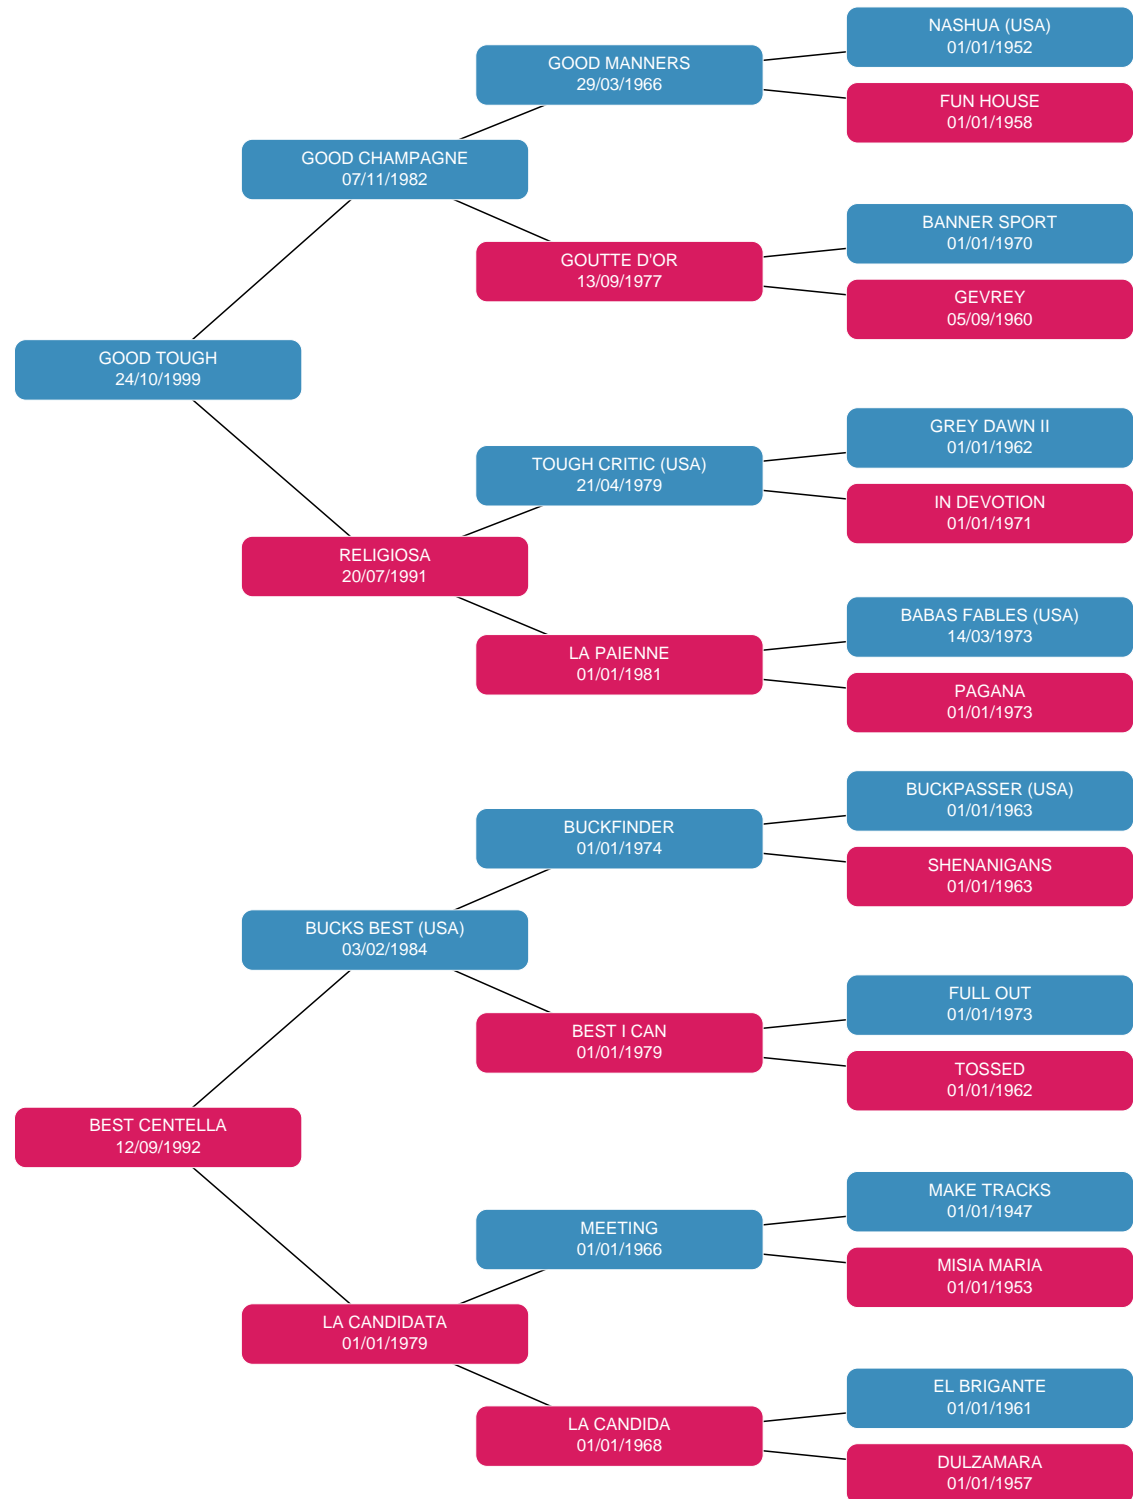 NASHUA (USA)
01/01/1952
GOOD MANNERS
29/03/1966
FUN HOUSE
01/01/1958
GOOD CHAMPAGNE
07/11/1982
BANNER SPORT
01/01/1970
GOUTTE D'OR
13/09/1977
GEVREY
05/09/1960
GOOD TOUGH
24/10/1999
GREY DAWN II
01/01/1962
TOUGH CRITIC (USA)
21/04/1979
IN DEVOTION
01/01/1971
RELIGIOSA
20/07/1991
BABAS FABLES (USA)
14/03/1973
LA PAIENNE
01/01/1981
PAGANA
01/01/1973
BUCKPASSER (USA)
01/01/1963
BUCKFINDER
01/01/1974
SHENANIGANS
01/01/1963
BUCKS BEST (USA)
03/02/1984
FULL OUT
01/01/1973
BEST I CAN
01/01/1979
TOSSED
01/01/1962
BEST CENTELLA
12/09/1992
MAKE TRACKS
01/01/1947
MEETING
01/01/1966
MISIA MARIA
01/01/1953
LA CANDIDATA
01/01/1979
EL BRIGANTE
01/01/1961
LA CANDIDA
01/01/1968
DULZAMARA
01/01/1957